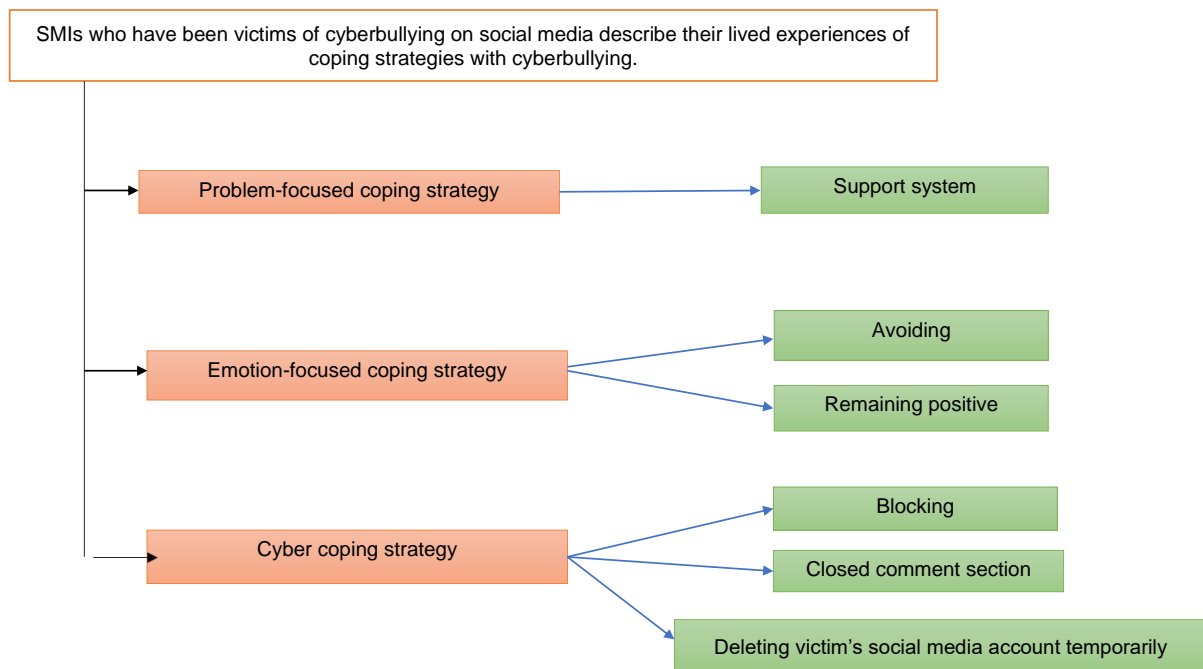 SMIs who have been victims of cyberbullying on social media describe their lived experiences of
coping strategies with cyberbullying.
Problem-focused coping strategy
Support system
Emotion-focused coping strategy
Avoiding
Remaining positive
Cyber coping strategy
Blocking
Closed comment section
Deleting victim’s social media account temporarily